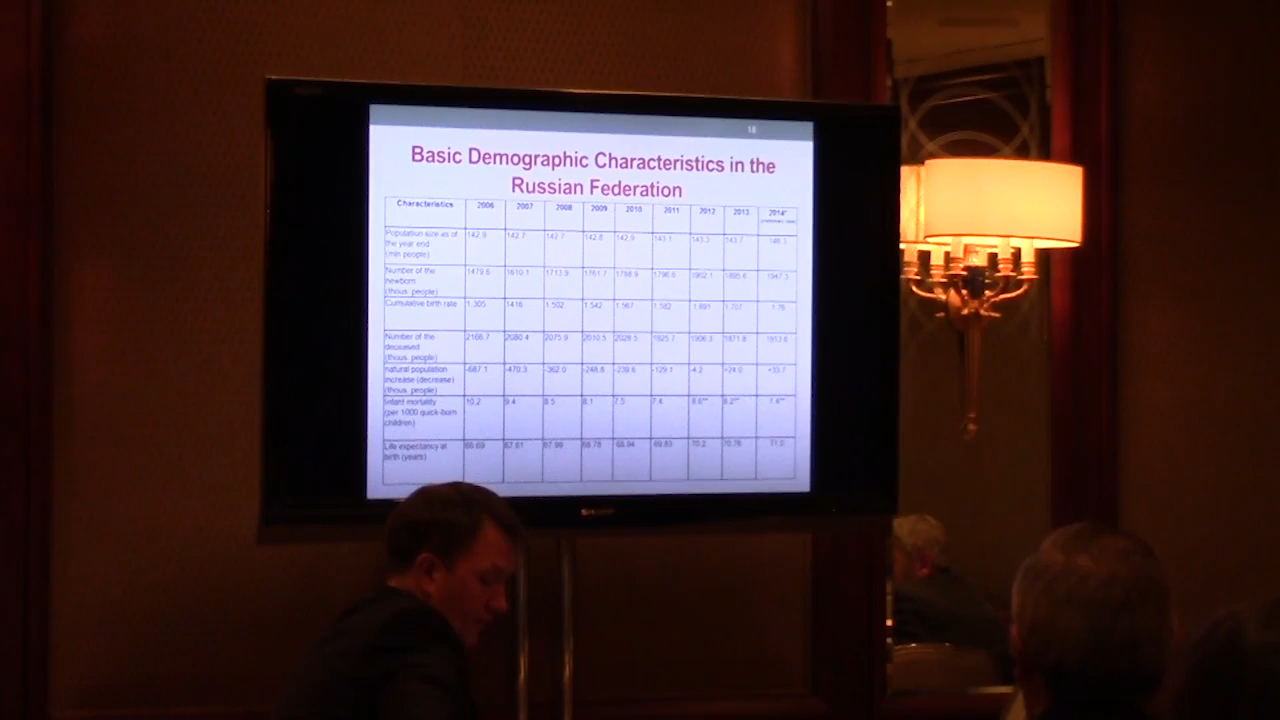 18
Basic Demographic Characteristics in the
Russian Federation
Characteristics 2006 2007 2008 2009 2010 2011 2012 2013 2014*
Population size as of
the year end
(mln people) 142.9 142.7 142.7 142.8 142.9 143.1 143.3 143.7 146.3
Number of the
newborn
(thous. people) 1479.6 1610.1 1713.9 1761.7 1788.9 1796.6 1902.1 1895.8 1947.3
Cumulative birth rate 1.305 1416 1.502 1.542 1.567 1.582 1.691 1.707 1.76
Number of the
deceased
(thous. people) 2166.7 2080.4 2075.9 2010.5 2028.5 1925.7 1906.3 1871.8 1913.6
natural population
increase (decrease)
(thous. people) -687.1 -470.3 -362.0 -248.8 -239.6 -129.1 -4.2 +24.0 +33.7
Infant mortality
(per 1000 quick-born
children) 10.2 9.4 8.5 8.1 7.5 7.4 8.6** 8.2** 7.4**
Life expectancy at
birth (years) 66.69 67.61 67.99 68.78 68.94 69.83 70.2 70.76 71.0